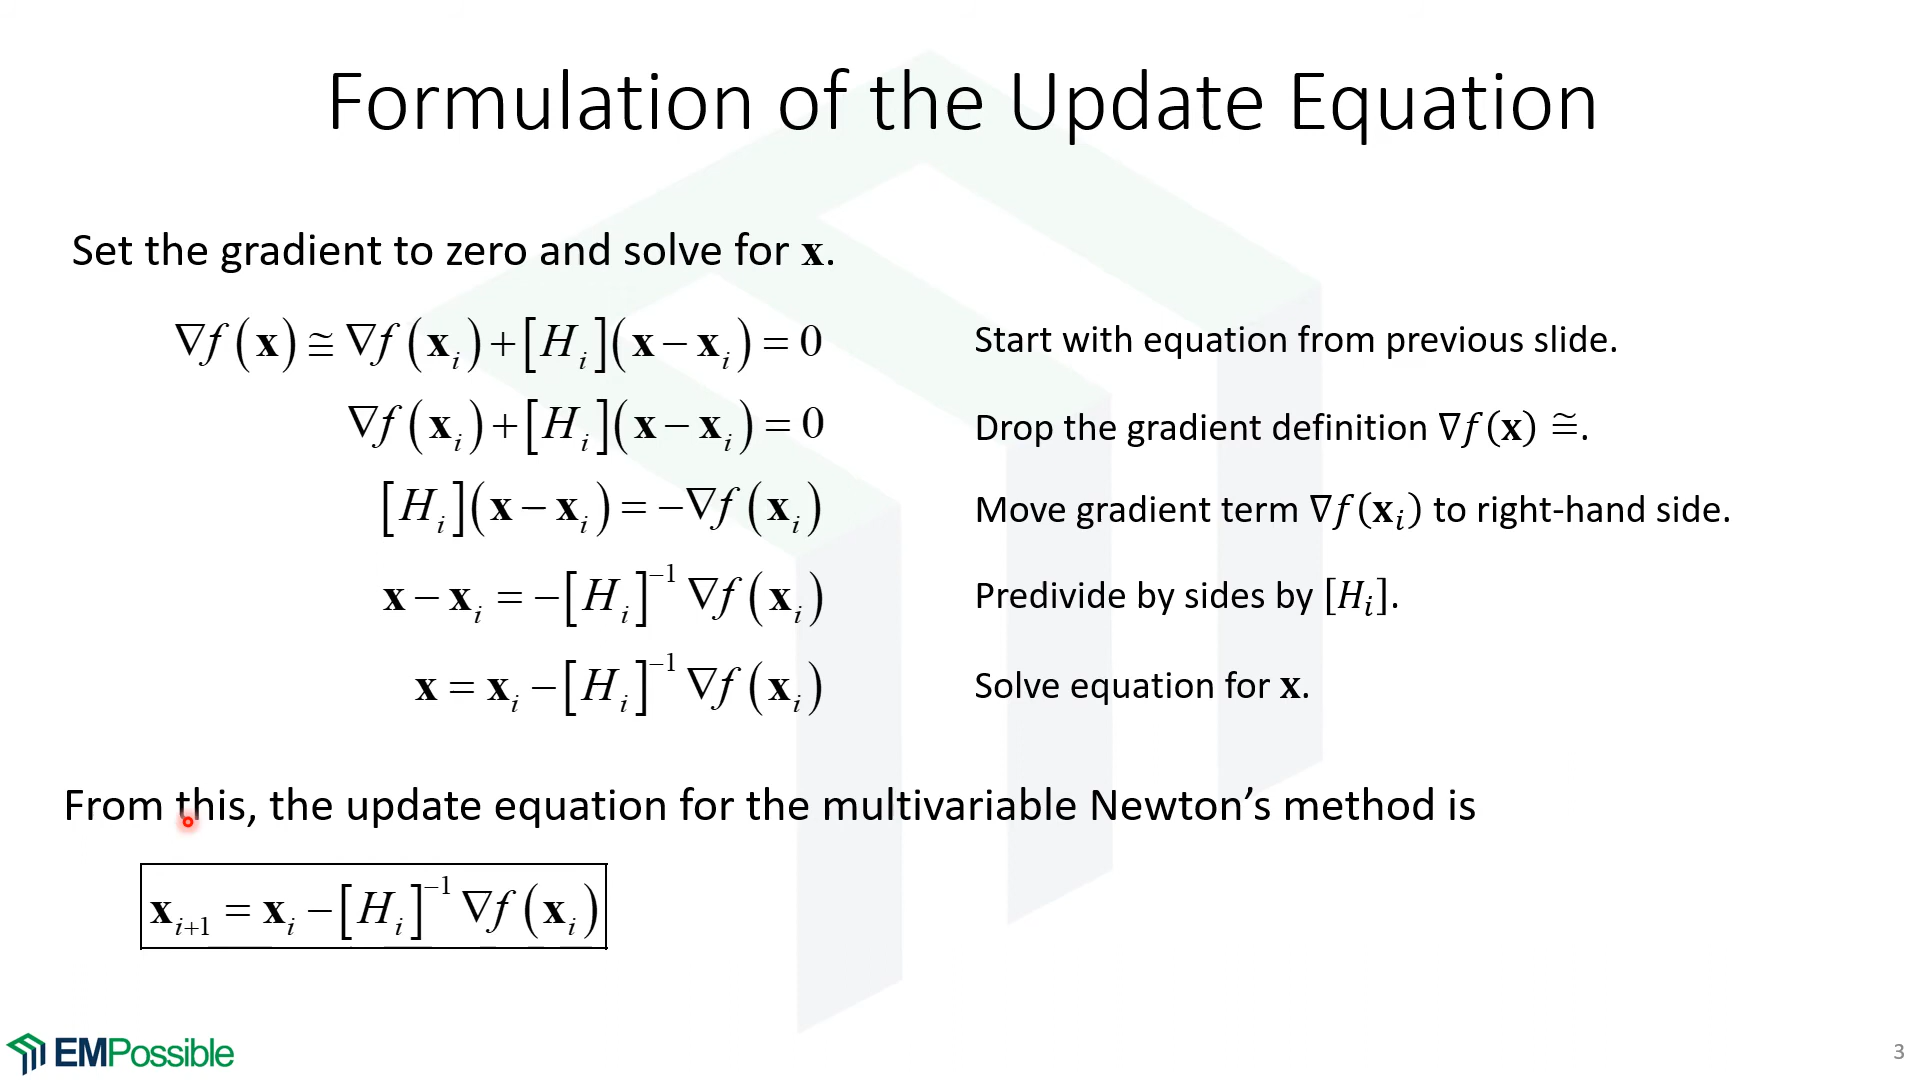 Formulation of the Update Equation
Set the gradient to zero and solve for x.
∇f(x) ≅ ∇f(xᵢ) + [Hᵢ](x − xᵢ) = 0 Start with equation from previous slide.
∇f(xᵢ) + [Hᵢ](x − xᵢ) = 0 Drop the gradient definition ∇f(x) ≅.
[Hᵢ](x − xᵢ) = −∇f(xᵢ) Move gradient term ∇f(xᵢ) to right-hand side.
x − xᵢ = −[Hᵢ]⁻¹ ∇f(xᵢ) Predivide by sides by [Hᵢ].
x = xᵢ − [Hᵢ]⁻¹ ∇f(xᵢ) Solve equation for x.
From this, the update equation for the multivariable Newton’s method is
xᵢ₊₁ = xᵢ − [Hᵢ]⁻¹ ∇f(xᵢ)
EMPossible
3